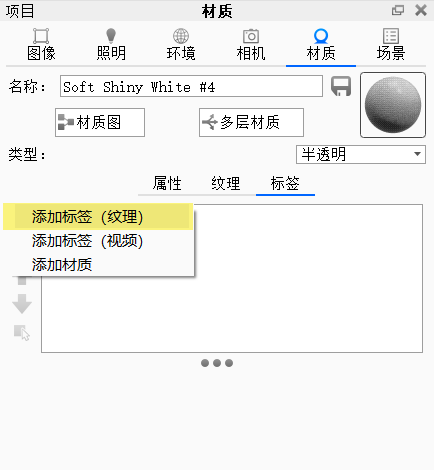 项目 材质
图像 照明 环境 相机 材质 场景
名称： Soft Shiny White #4
材质图 多层材质
类型： 半透明
属性 纹理 标签
添加标签（纹理）
添加标签（视频）
添加材质